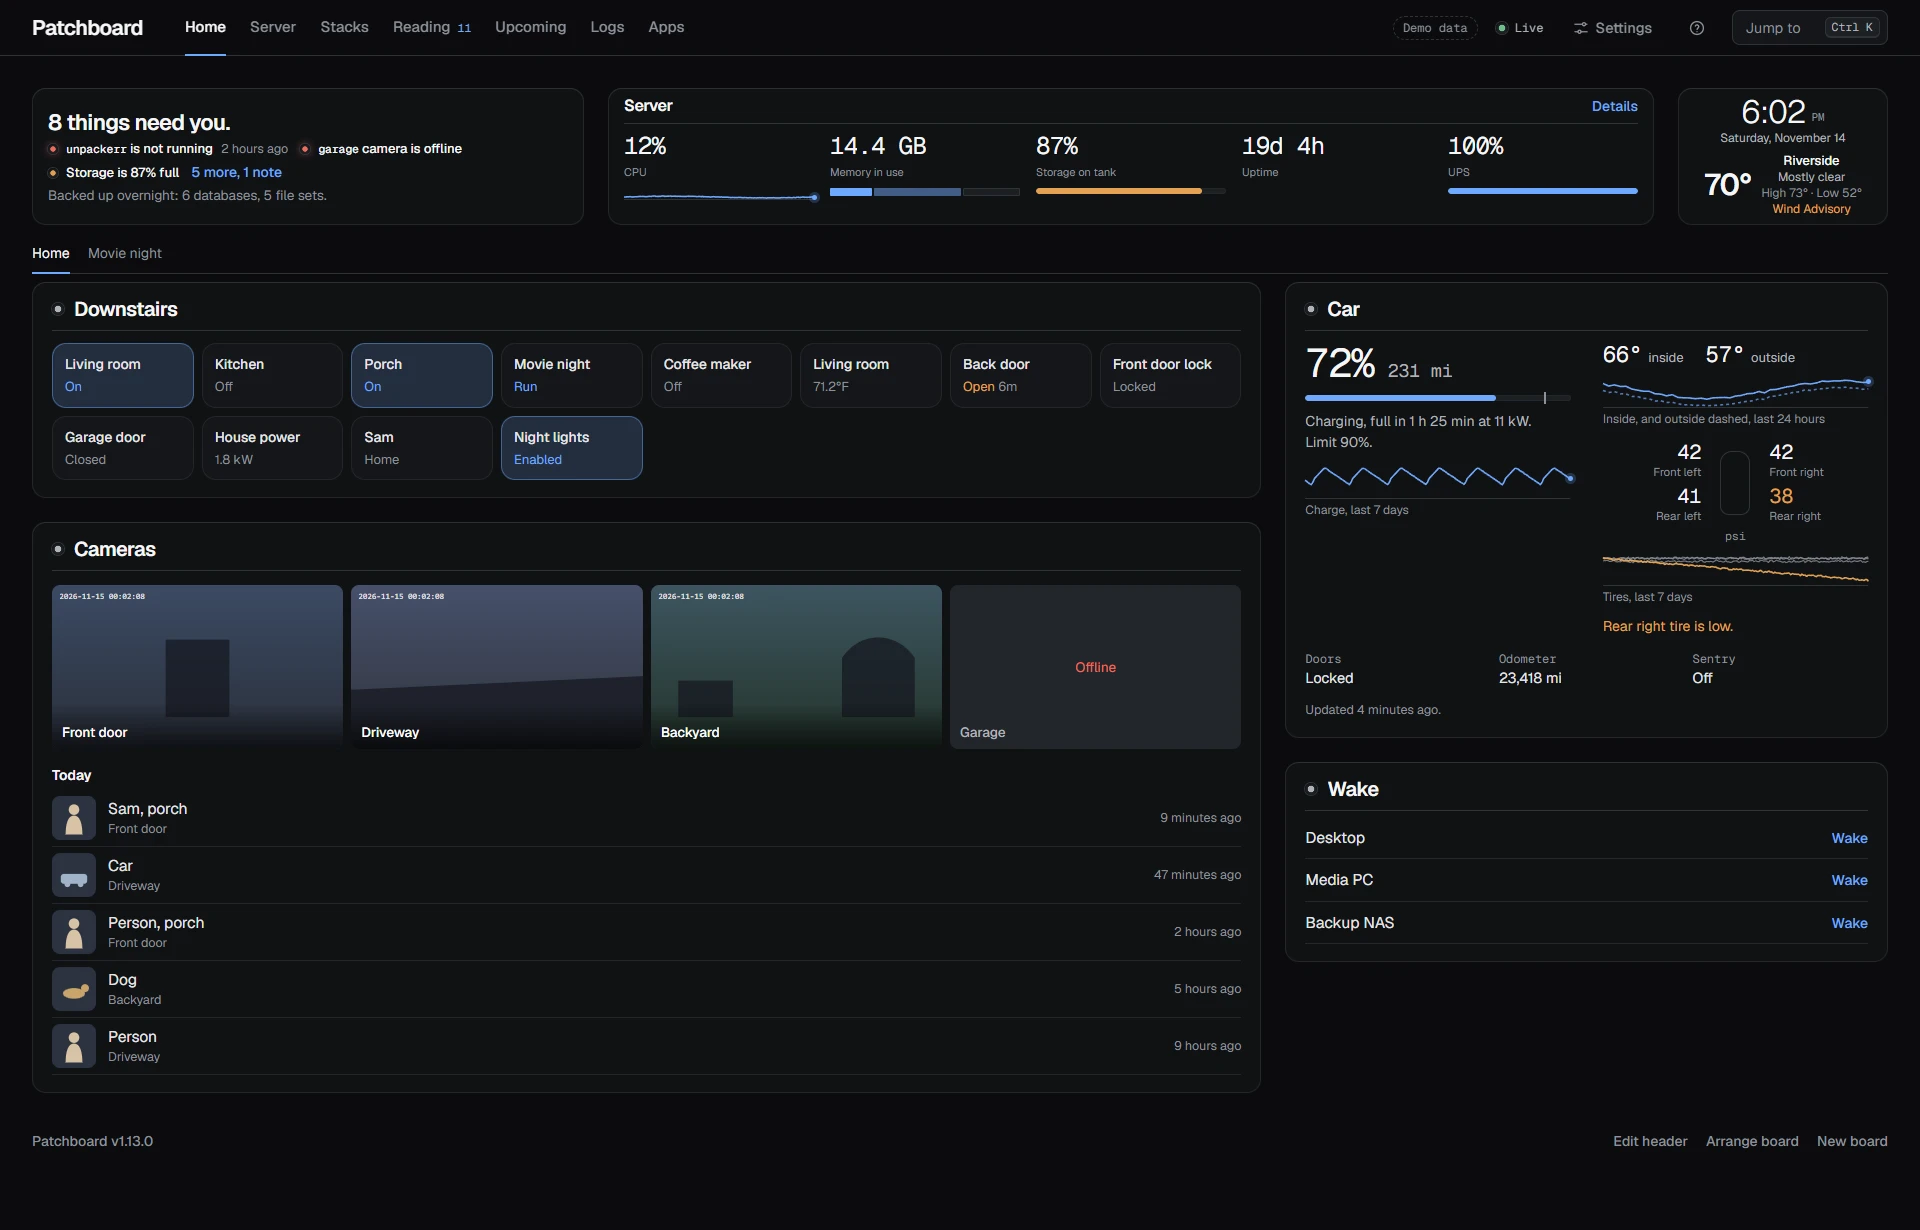 Patchboard
Home Server Stacks Reading 11 Upcoming Logs Apps
Demo data Live Settings Jump to Ctrl K
8 things need you.
unpackerr is not running 2 hours ago garage camera is offline
Storage is 87% full 5 more, 1 note
Backed up overnight: 6 databases, 5 file sets.
Server Details
12% 14.4 GB 87% 19d 4h 100%
CPU Memory in use Storage on tank Uptime UPS
6:02 PM
Saturday, November 14
70°
Riverside
Mostly clear
High 73° · Low 52°
Wind Advisory
Home Movie night
Downstairs
Living room Kitchen Porch Movie night Coffee maker Living room Back door Front door lock
On Off On Run Off 71.2°F Open 6m Locked
Garage door House power Sam Night lights
Closed 1.8 kW Home Enabled
Cameras
2026-11-15 00:02:08 2026-11-15 00:02:08 2026-11-15 00:02:08
Offline
Front door Driveway Backyard Garage
Today
Sam, porch
Front door
9 minutes ago
Car
Driveway
47 minutes ago
Person, porch
Front door
2 hours ago
Dog
Backyard
5 hours ago
Person
Driveway
9 hours ago
Car
72% 231 mi
Charging, full in 1 h 25 min at 11 kW.
Limit 90%.
Charge, last 7 days
66° inside 57° outside
Inside, and outside dashed, last 24 hours
42 42
Front left Front right
41 38
Rear left Rear right
psi
Tires, last 7 days
Rear right tire is low.
Doors Odometer Sentry
Locked 23,418 mi Off
Updated 4 minutes ago.
Wake
Desktop Wake
Media PC Wake
Backup NAS Wake
Patchboard v1.13.0
Edit header Arrange board New board